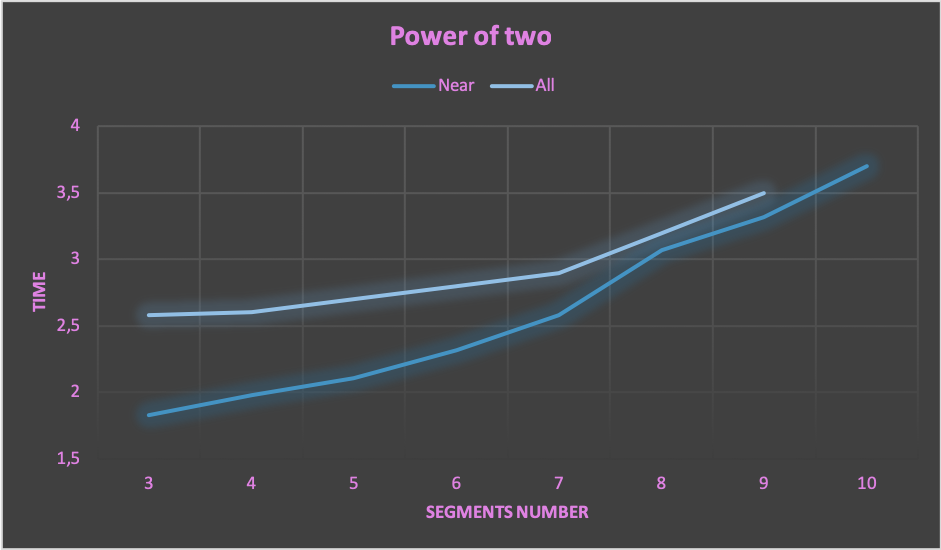 Power of two
Near All
4
3,5
3
2,5
2
1,5
TIME
3 4 5 6 7 8 9 10
SEGMENTS NUMBER